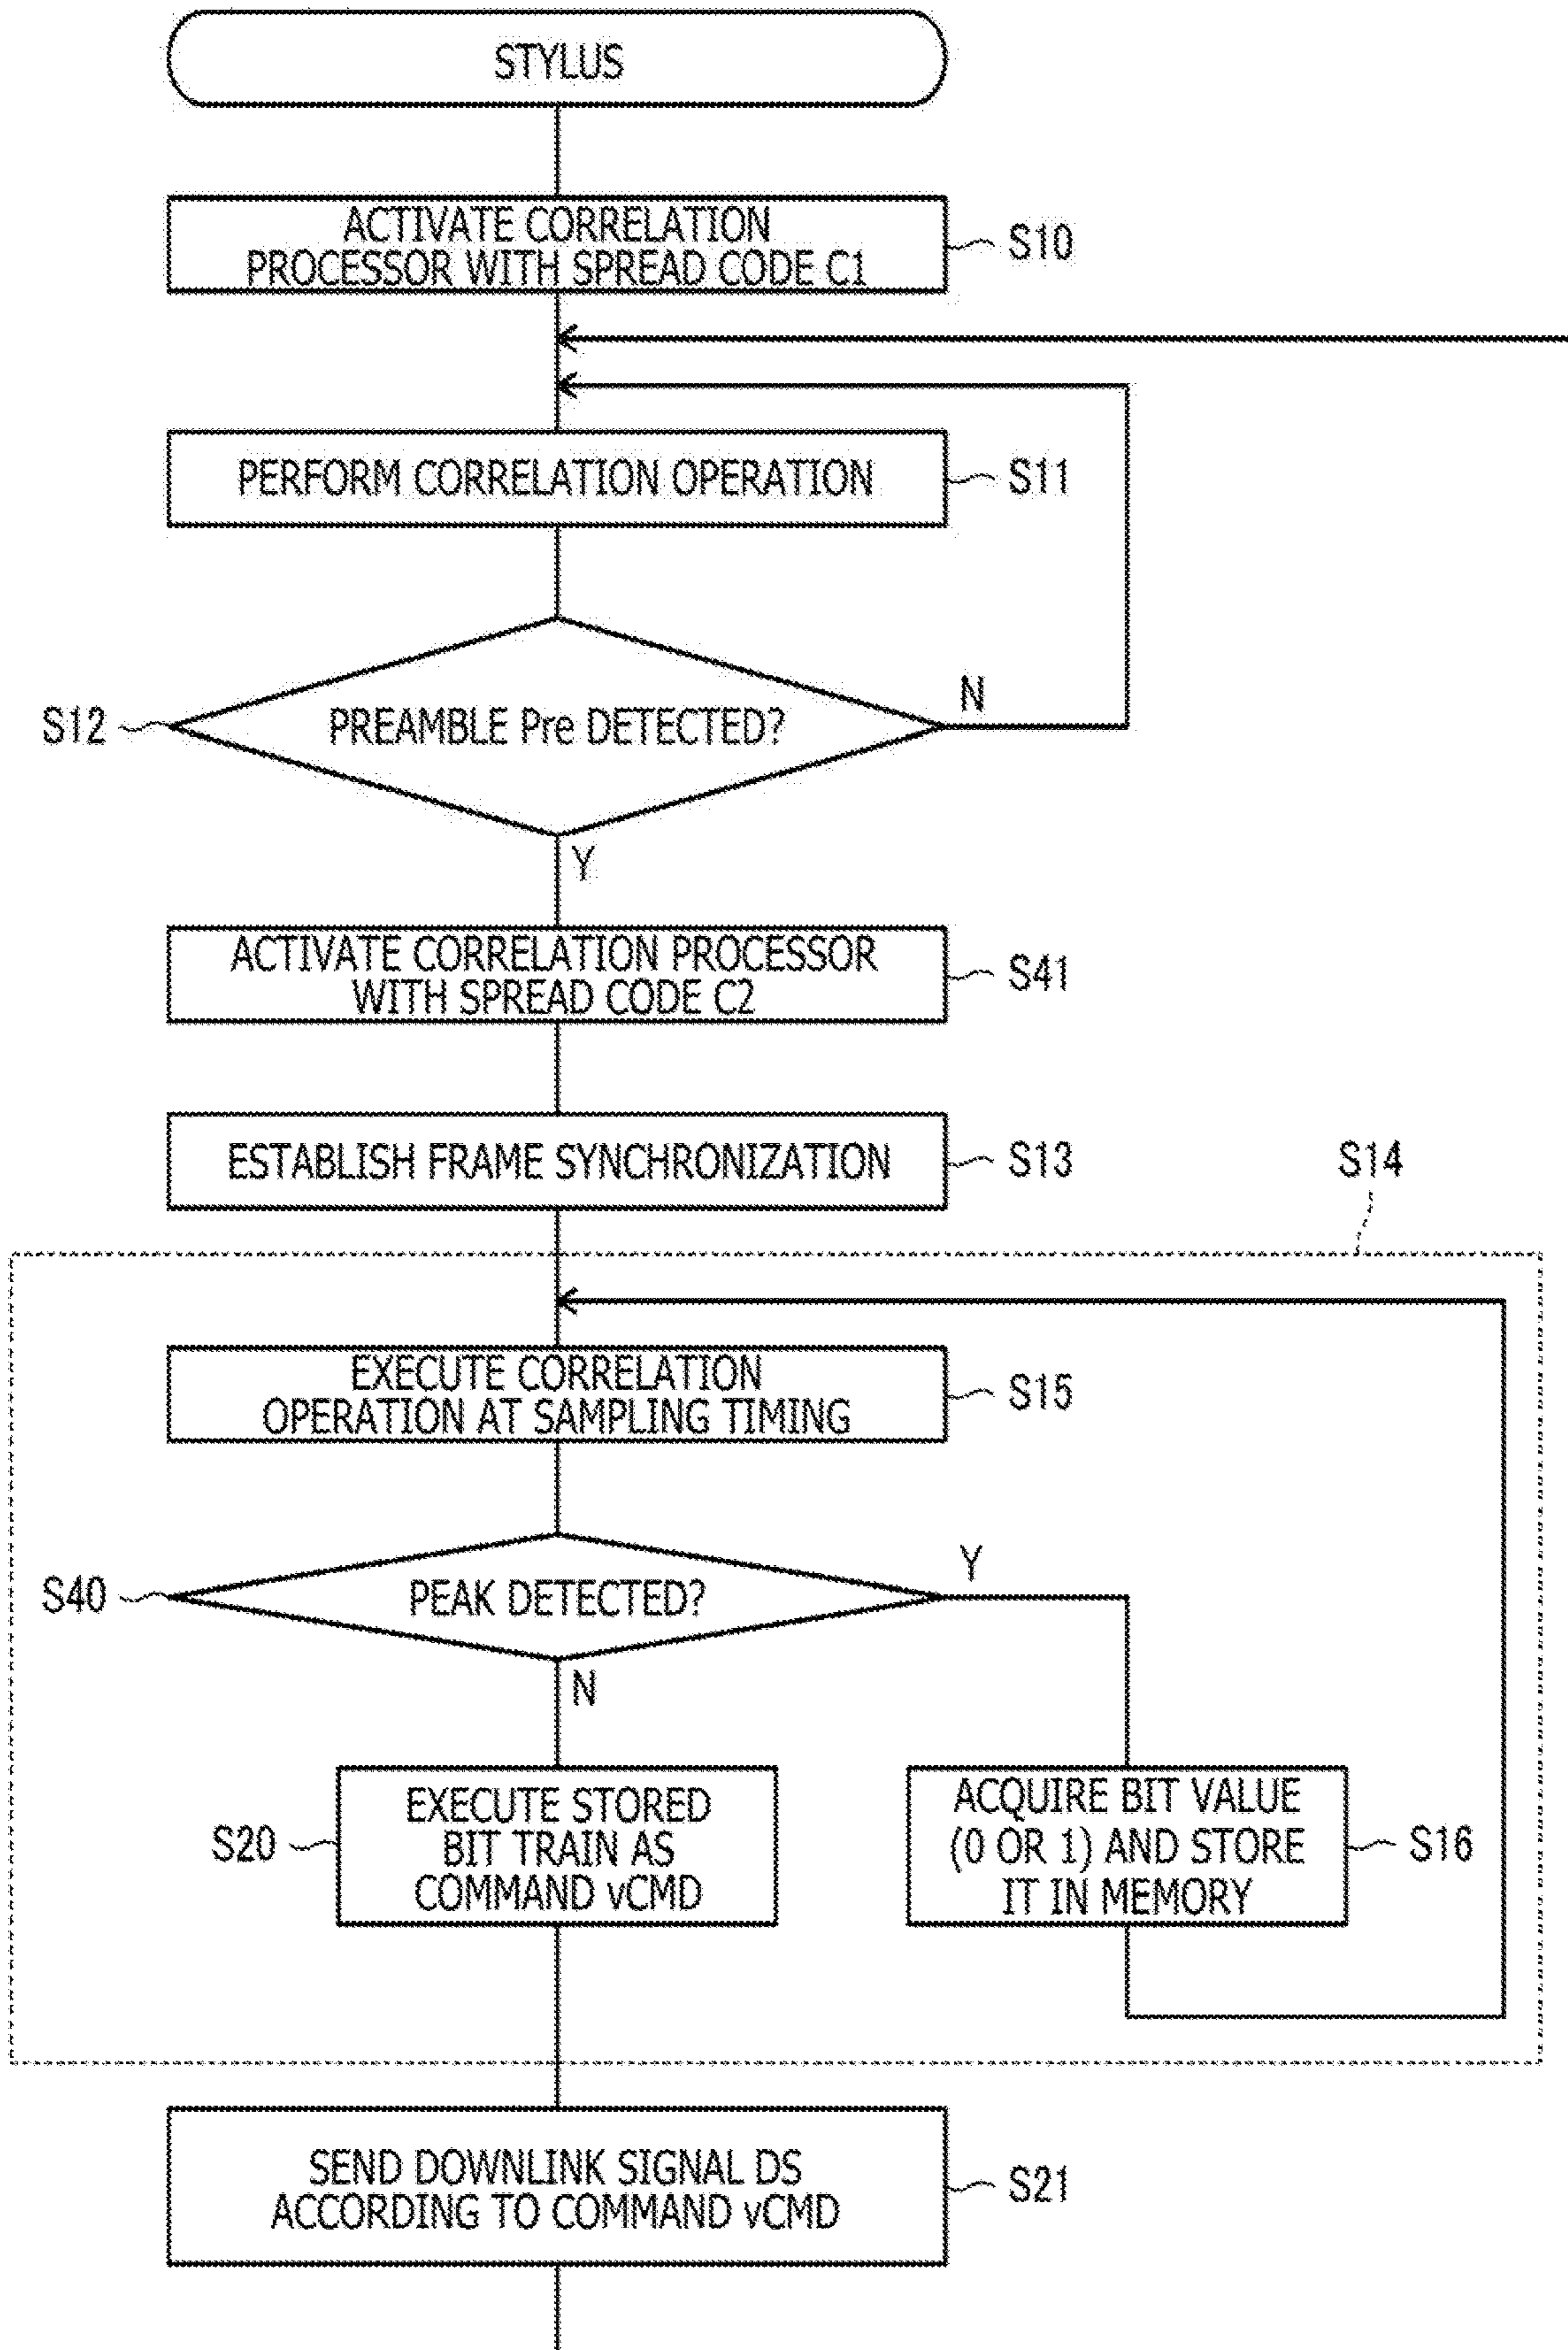 STYLUS
ACTIVATE CORRELATION
PROCESSOR WITH SPREAD CODE C1
S10
PERFORM CORRELATION OPERATION
S11
N
S12
PREAMBLE Pre DETECTED?
Y
ACTIVATE CORRELATION PROCESSOR
WITH SPREAD CODE C2
S41
ESTABLISH FRAME SYNCHRONIZATION
S13
S14
EXECUTE CORRELATION
OPERATION AT SAMPLING TIMING
S15
Y
S40
PEAK DETECTED?
N
EXECUTE STORED
BIT TRAIN AS
COMMAND vCMD
S20
ACQUIRE BIT VALUE
(0 OR 1) AND STORE
IT IN MEMORY
S16
SEND DOWNLINK SIGNAL DS
ACCORDING TO COMMAND vCMD
S21